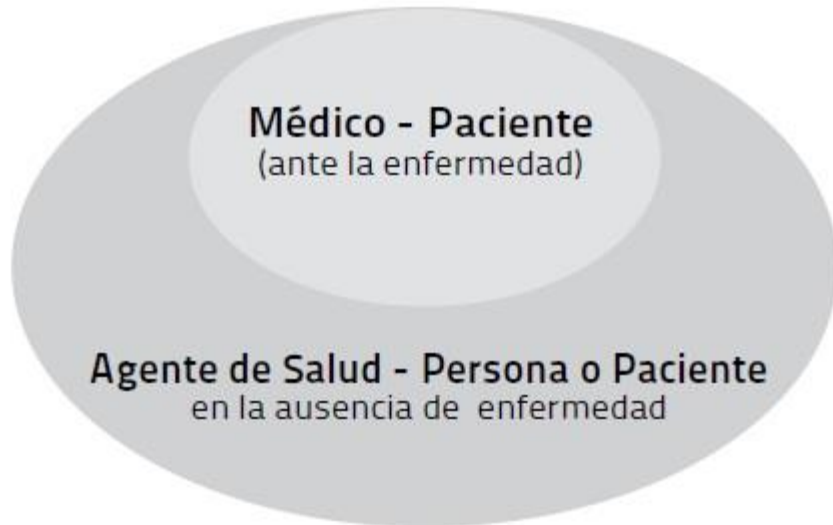 Médico - Paciente
(ante la enfermedad)
Agente de Salud - Persona o Paciente
en la ausencia de enfermedad